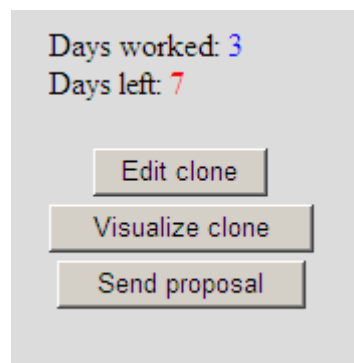 Days worked: 3
Days left: 7
Edit clone
Visualize clone
Send proposal